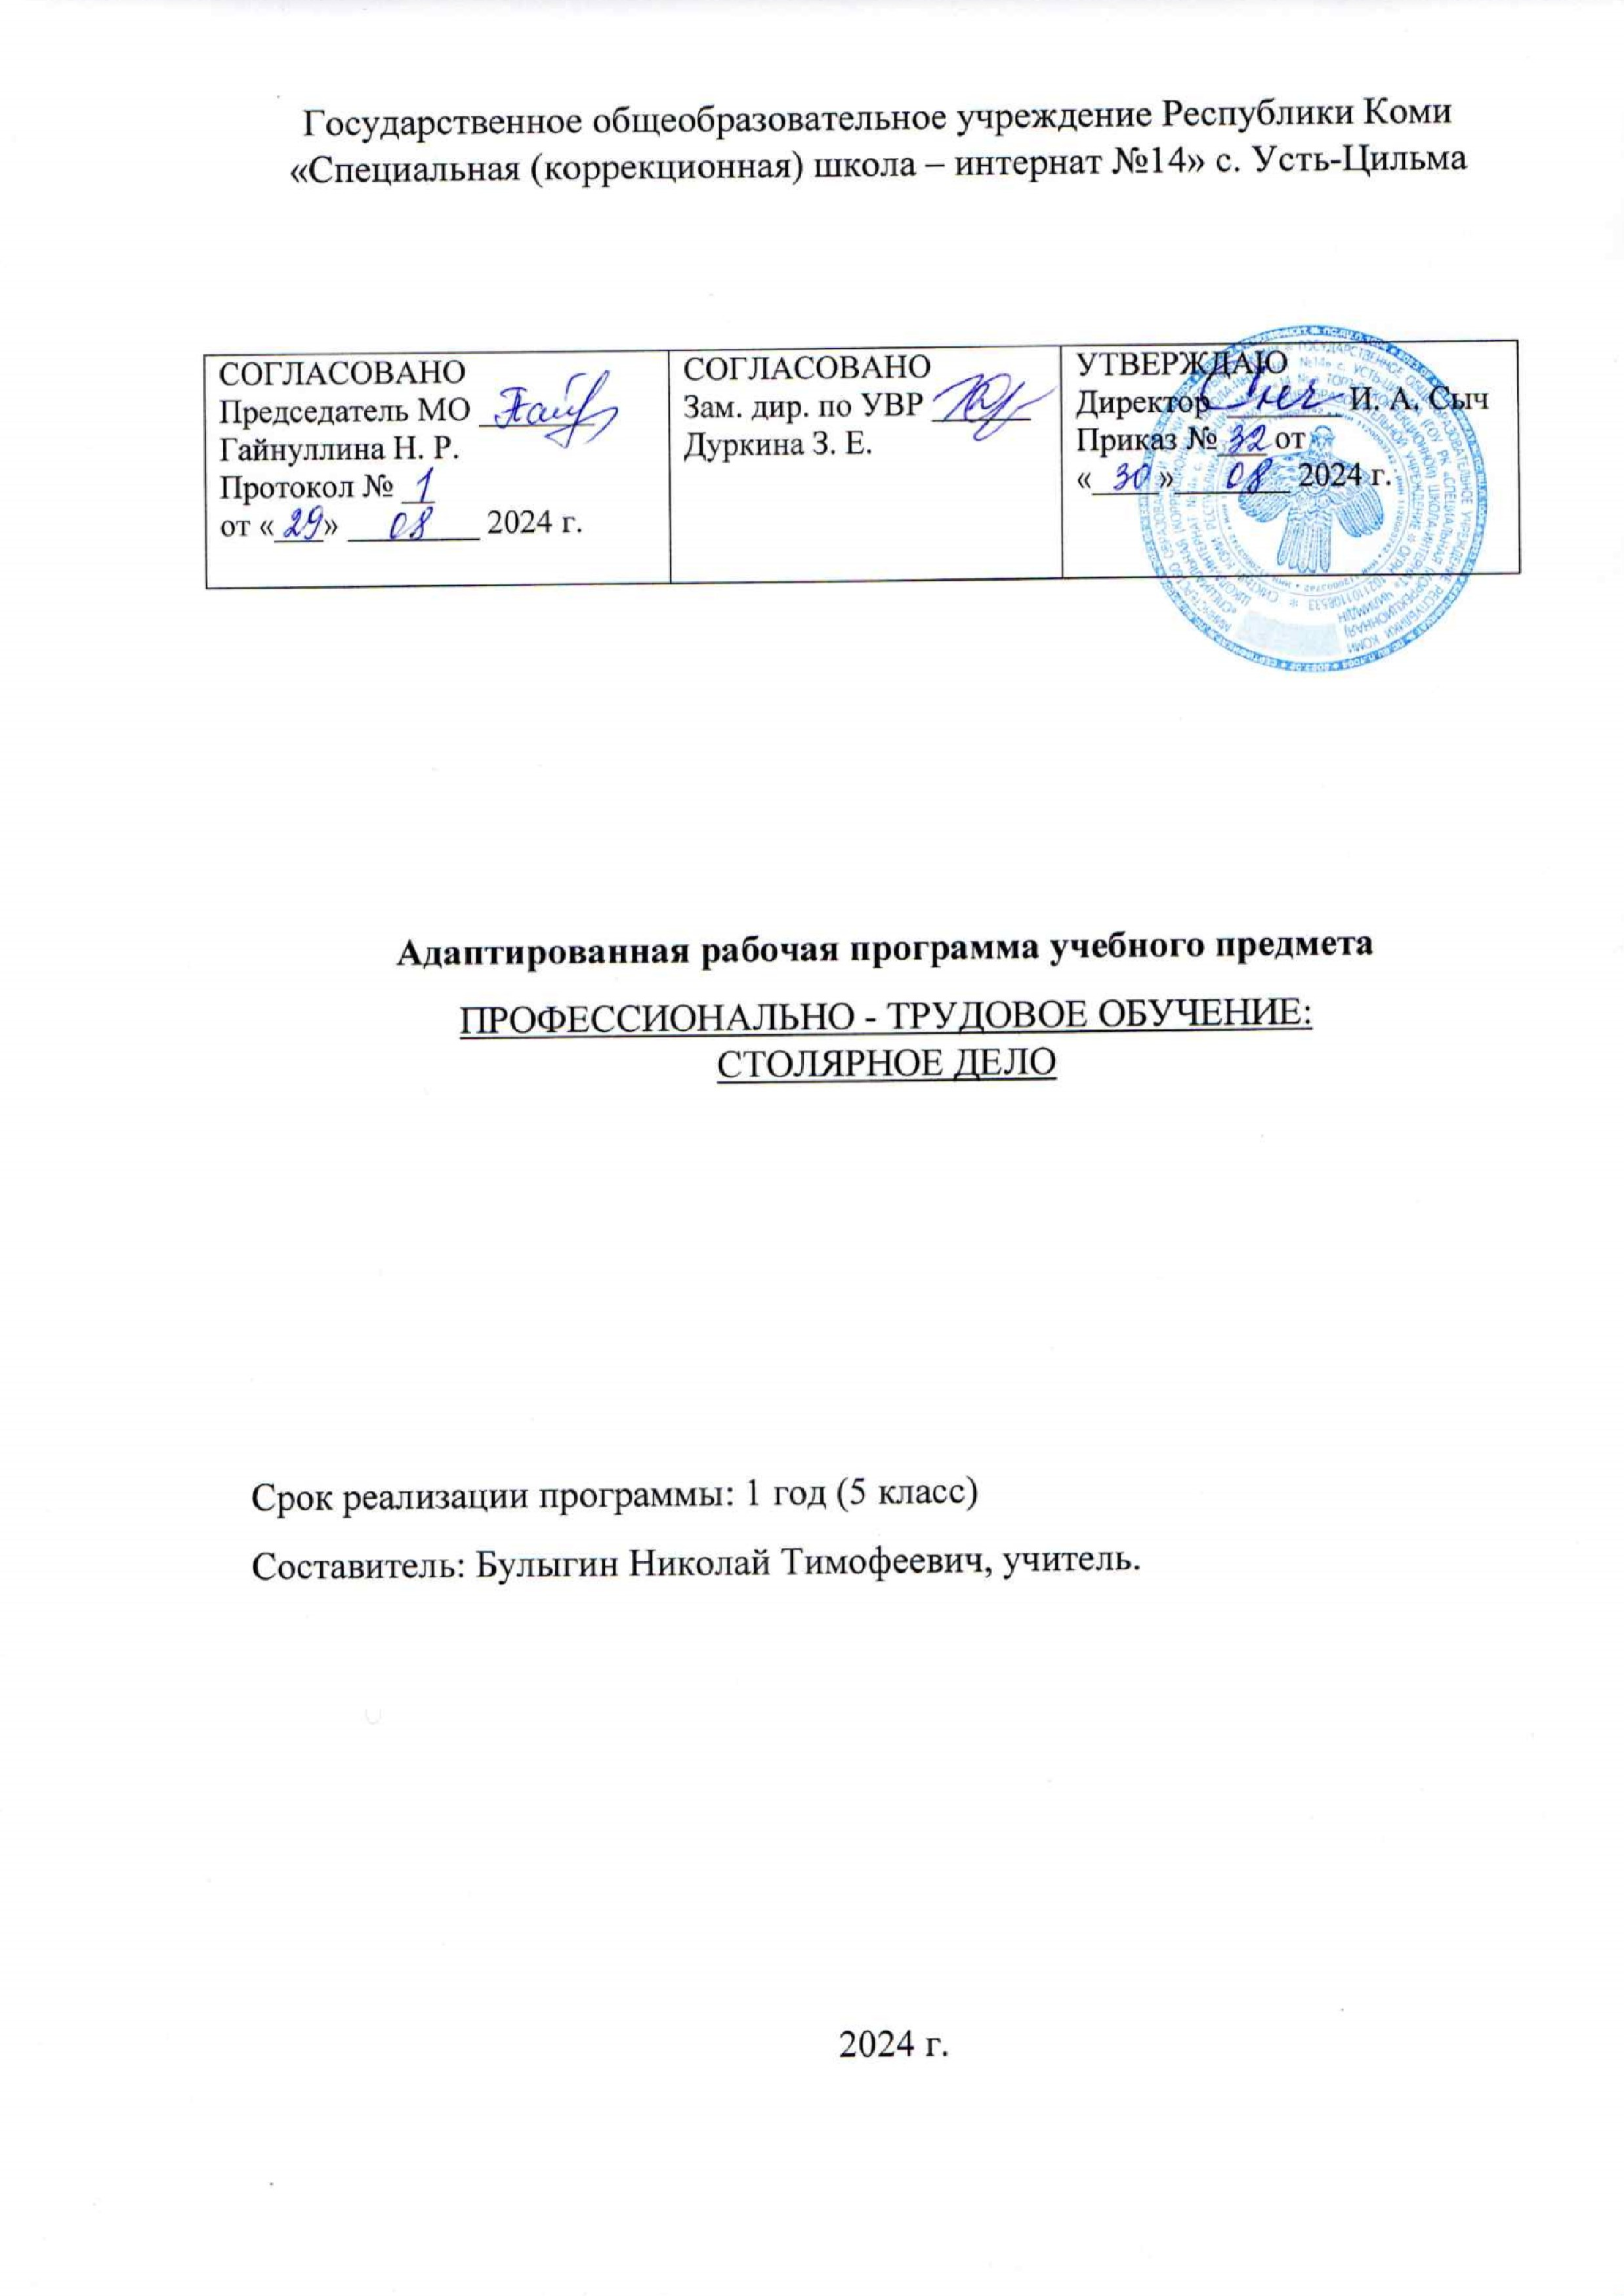 Государственное общеобразовательное учреждение Республики Коми
«Специальная (коррекционная) школа – интернат №14» с. Усть-Цильма
СОГЛАСОВАНО
Председатель МО
Гайнуллина Н. Р.
Протокол № 1
от «29» 08 2024 г.
СОГЛАСОВАНО
Зам. дир. по УВР
Дуркина З. Е.
УТВЕРЖДАЮ
Директор И. А. Сыч
Приказ № 32 от
«30» 08 2024 г.
Адаптированная рабочая программа учебного предмета
ПРОФЕССИОНАЛЬНО - ТРУДОВОЕ ОБУЧЕНИЕ:
СТОЛЯРНОЕ ДЕЛО
Срок реализации программы: 1 год (5 класс)
Составитель: Булыгин Николай Тимофеевич, учитель.
2024 г.